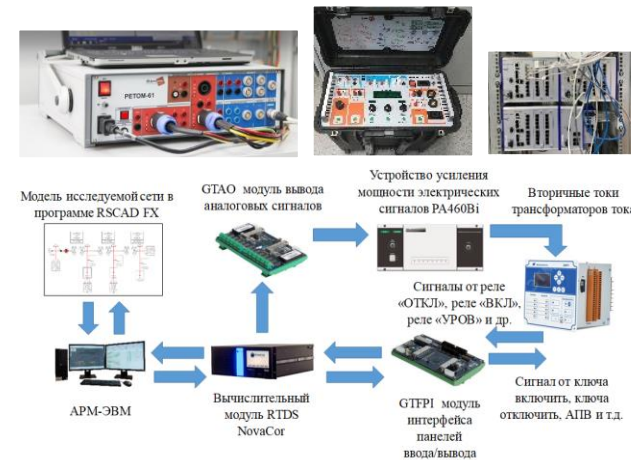 РЕТОМ-61
Модель исследуемой сети в
программе RSCAD FX
GTAO модуль вывода
аналоговых сигналов
Устройство усиления
мощности электрических
сигналов PA460Bi
Вторичные токи
трансформаторов тока
Сигналы от реле
«ОТКЛ», реле «ВКЛ»,
реле «УРОВ» и др.
АРМ-ЭВМ
Вычислительный
модуль RTDS
NovaCor
GTFPI модуль
интерфейса
панелей
ввода/вывода
Сигнал от ключа
включить, ключа
отключить, АПВ и т.д.